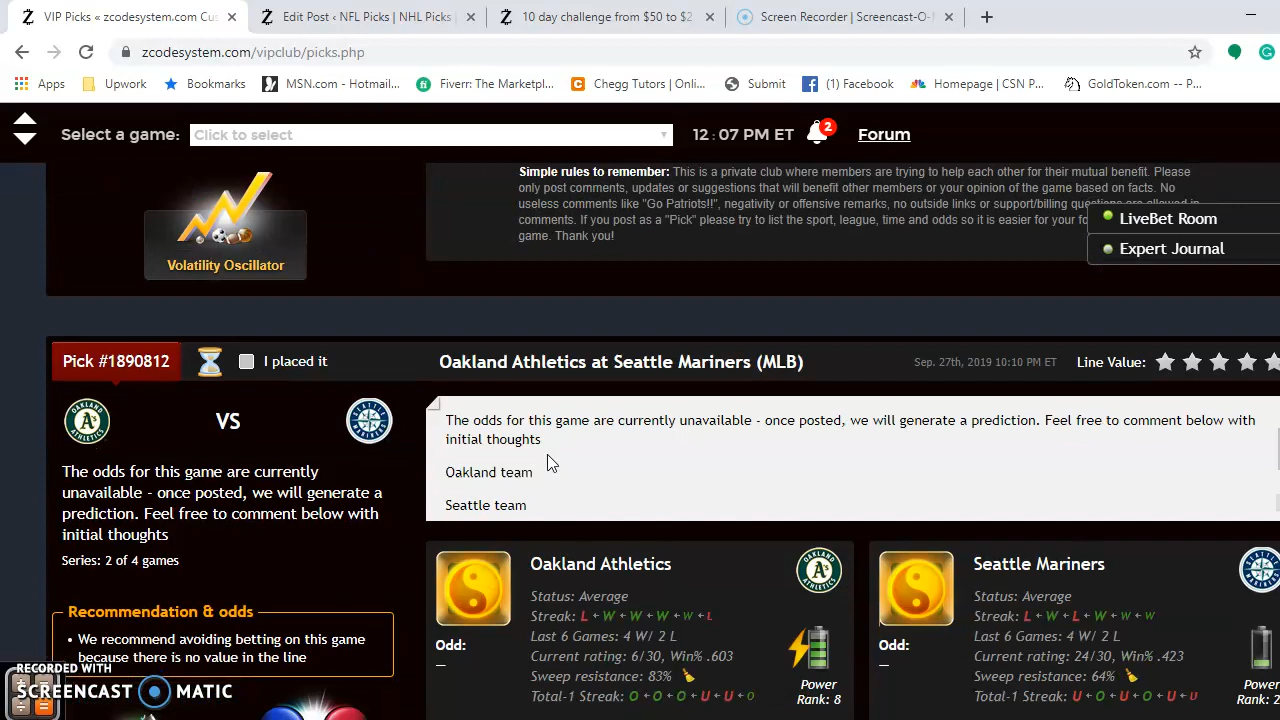 VIP Picks « zcodesystem.com Cus
Edit Post ‹ NFL Picks | NHL Picks |
10 day challenge from $50 to $2
Screen Recorder | Screencast-O-
zcodesystem.com/vipclub/picks.php
Apps
Upwork
Bookmarks
MSN.com - Hotmail...
Fiverr: The Marketpl...
Chegg Tutors | Onli...
Submit
(1) Facebook
Homepage | CSN P...
GoldToken.com -- P...
Select a game:
Click to select
12:07 PM ET
2
Forum
Simple rules to remember: This is a private club where members are trying to help each other for their mutual benefit. Please
only post comments, updates or suggestions that will benefit other members or your opinion of the game based on facts. No
useless comments like "Go Patriots!!", negativity or offensive remarks, no outside links or support/billing questions are allowed in
comments. If you post as a "Pick" please try to list the sport, league, time and odds so it is easier for your
game. Thank you!
Volatility Oscillator
LiveBet Room
Expert Journal
Pick #1890812
I placed it
Oakland Athletics at Seattle Mariners (MLB)
Sep. 27th, 2019 10:10 PM ET
Line Value:
VS
The odds for this game are currently
unavailable - once posted, we will generate a
prediction. Feel free to comment below with
initial thoughts
Series: 2 of 4 games
Recommendation & odds
• We recommend avoiding betting on this game
because there is no value in the line
The odds for this game are currently unavailable - once posted, we will generate a prediction. Feel free to comment below with
initial thoughts
Oakland team
Seattle team
Oakland Athletics
Status: Average
Streak: L W W W W L
Last 6 Games: 4 W/ 2 L
Current rating: 6/30, Win% .603
Sweep resistance: 83%
Total-1 Streak: O O O U U O
Odd:
—
Power
Rank: 8
Seattle Mariners
Status: Average
Streak: L W L W W W
Last 6 Games: 4 W/ 2 L
Current rating: 24/30, Win% .423
Sweep resistance: 64%
Total-1 Streak: U O U O U U
Odd:
—
Power
Rank: 2
RECORDED WITH
SCREENCAST MATIC